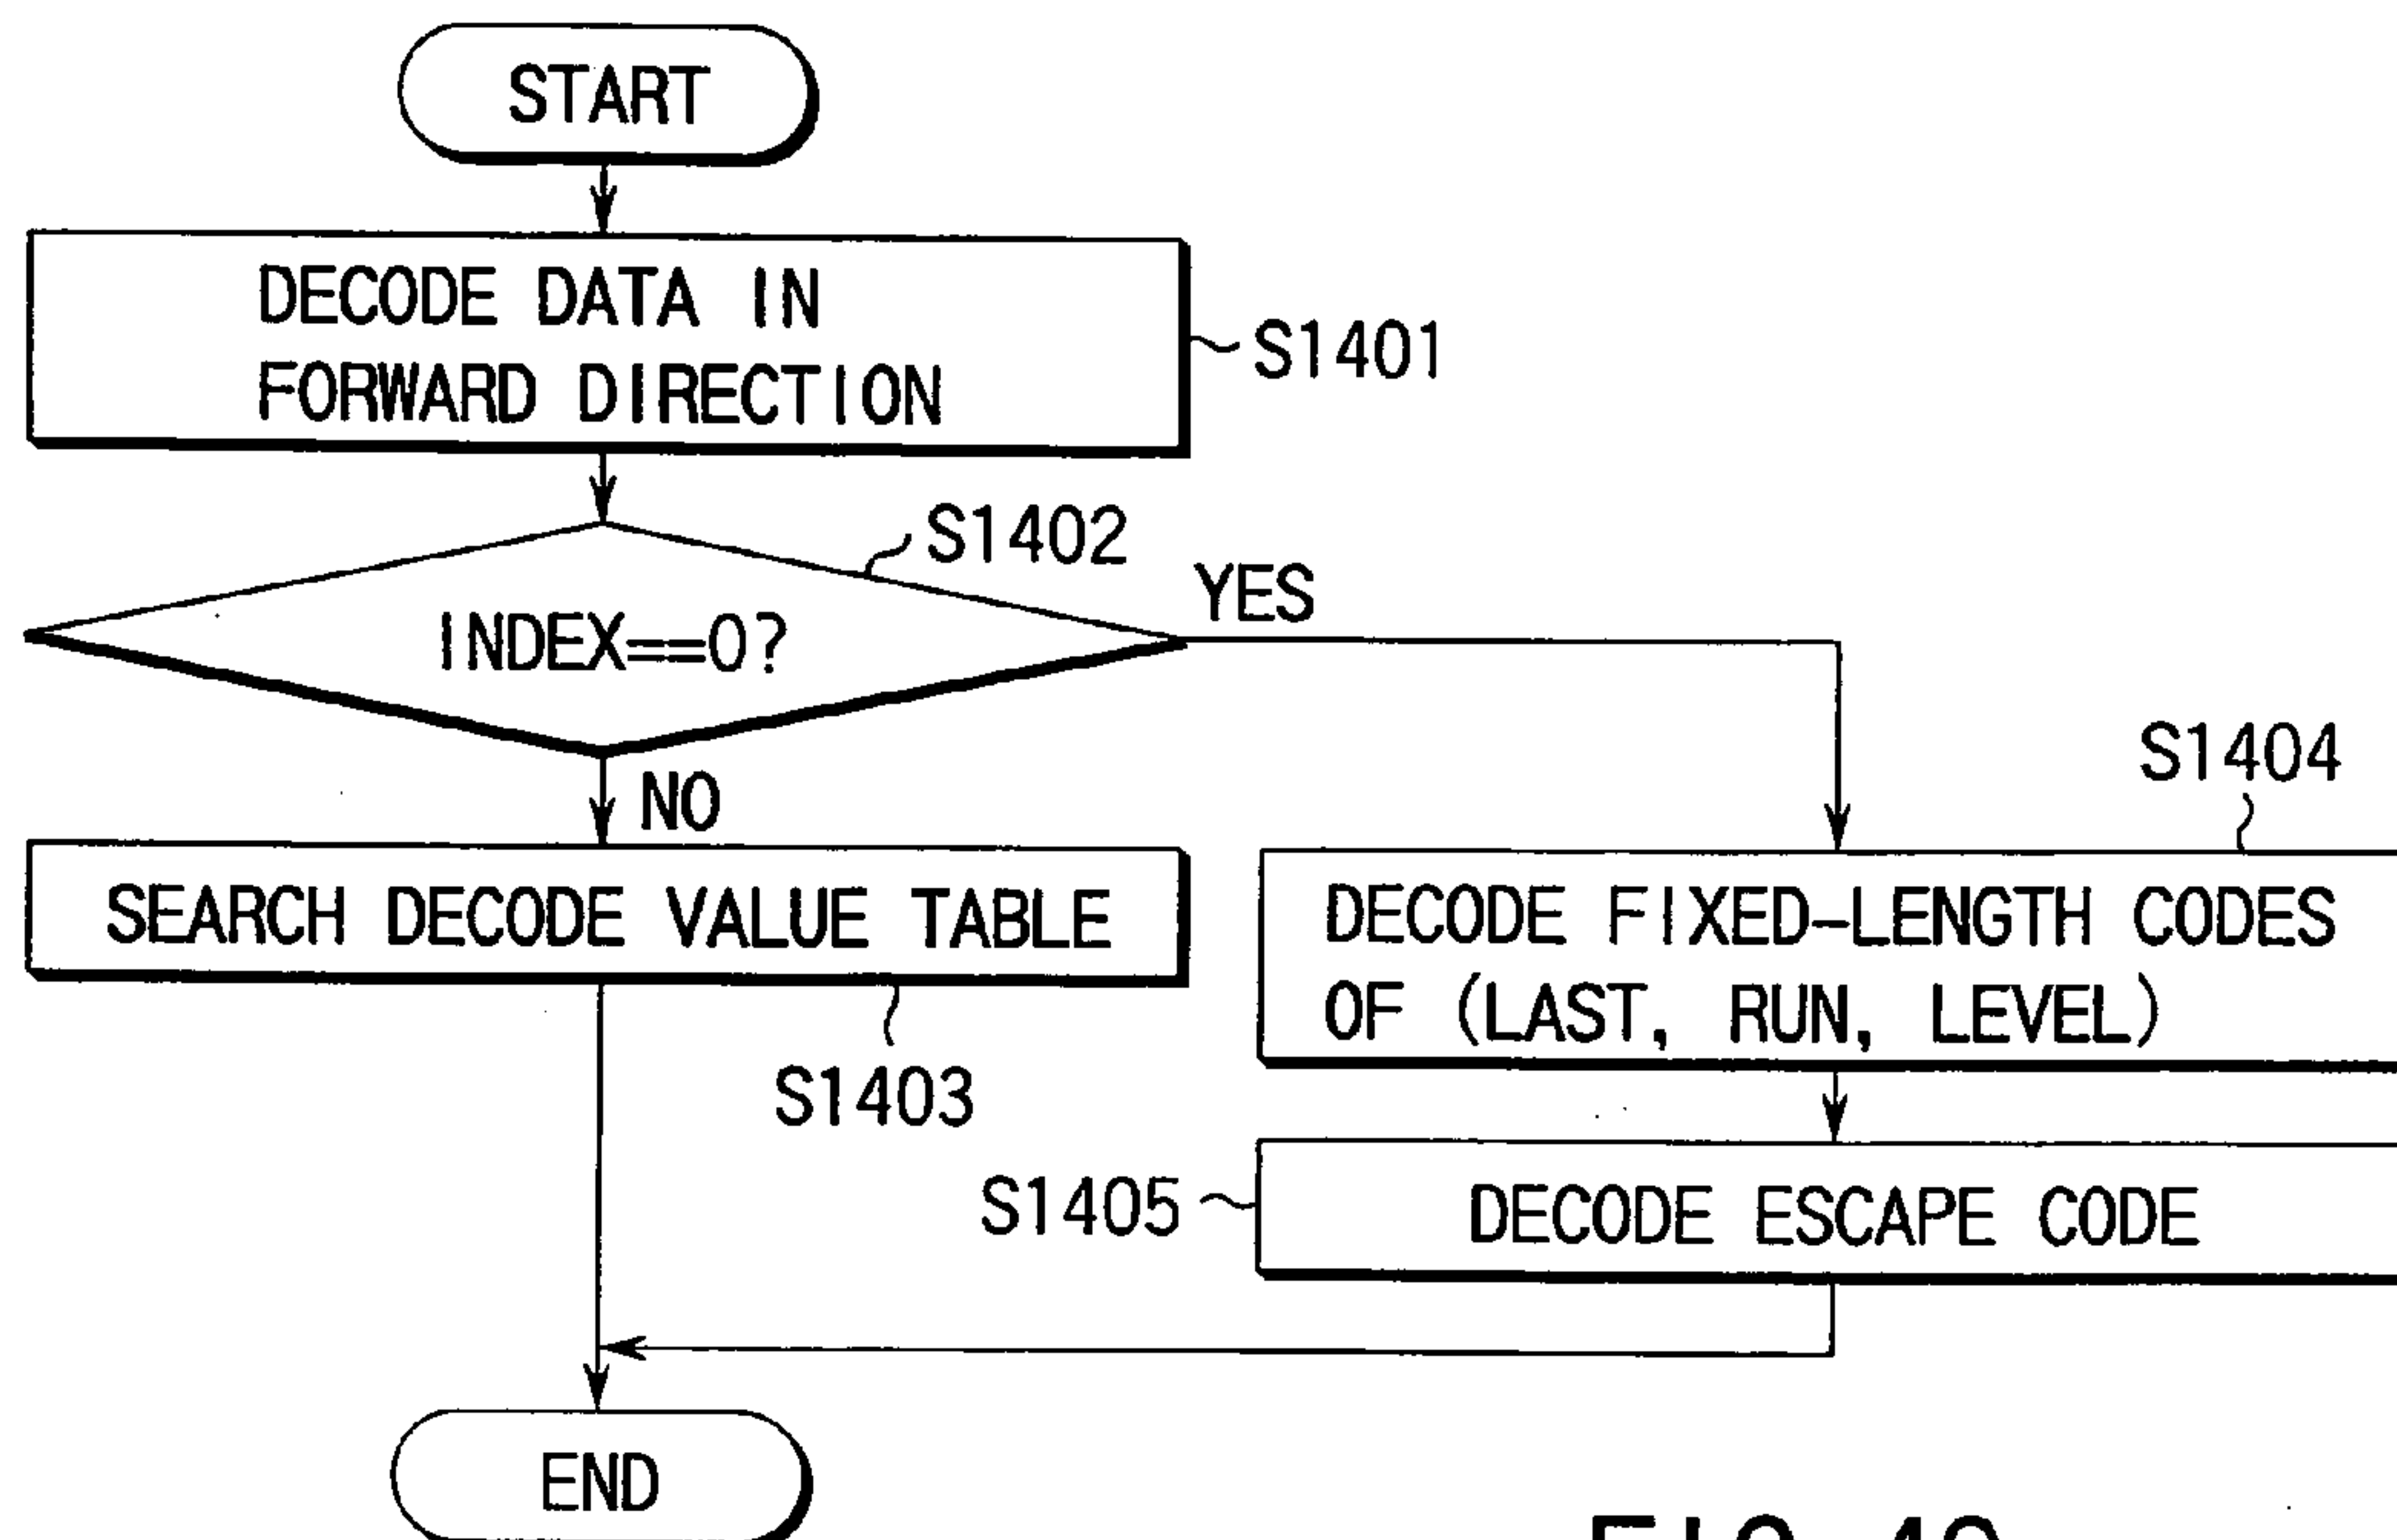 START
DECODE DATA IN
FORWARD DIRECTION
S1401
S1402
INDEX==0?
YES
NO
SEARCH DECODE VALUE TABLE
S1403
S1404
DECODE FIXED-LENGTH CODES
OF (LAST, RUN, LEVEL)
S1405
DECODE ESCAPE CODE
END